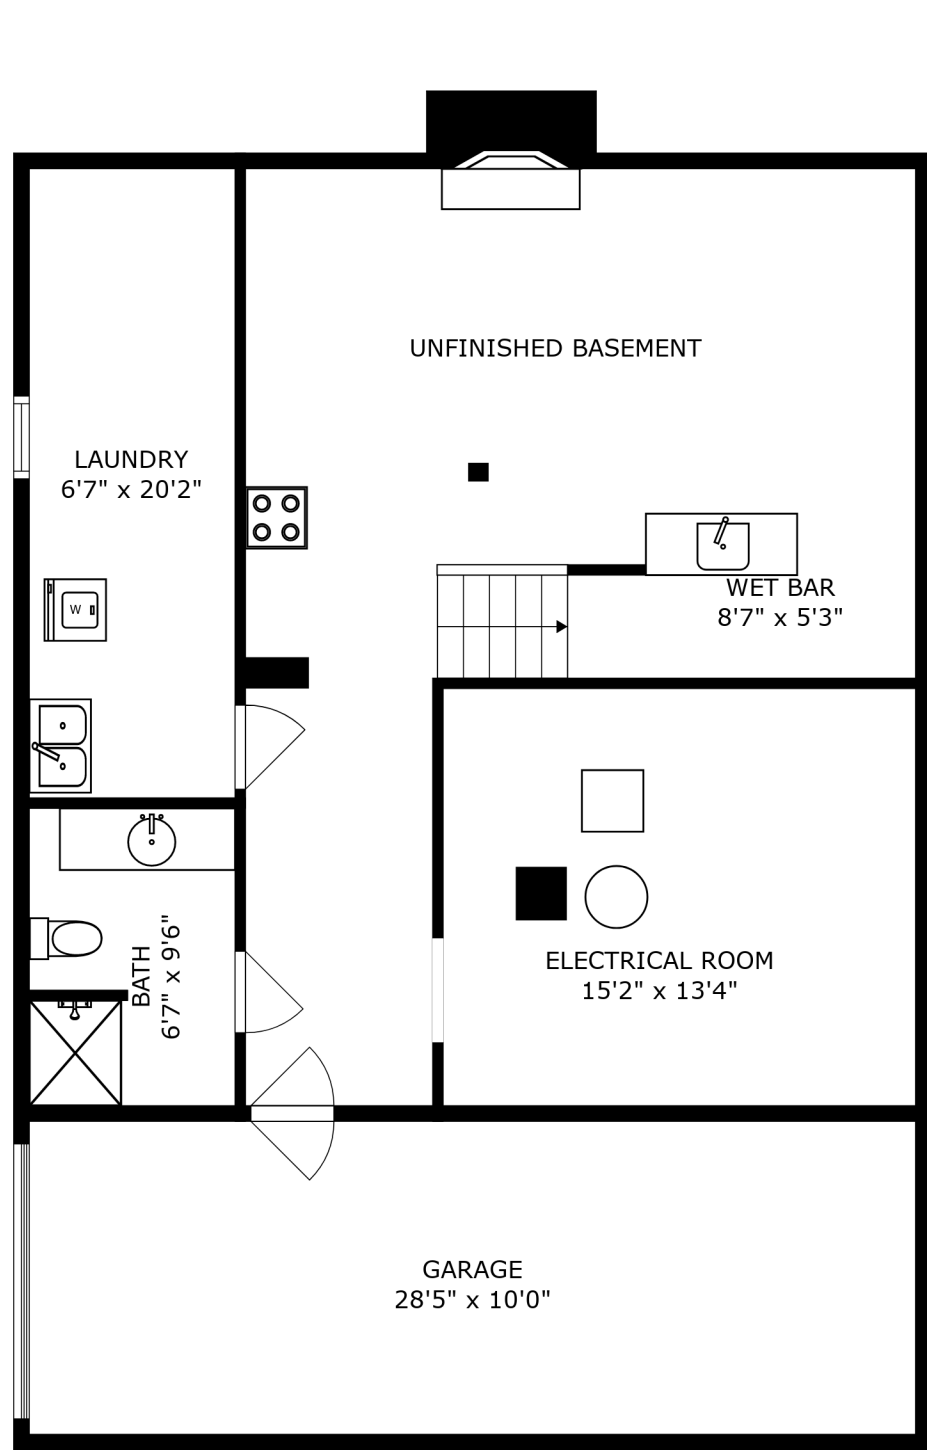 UNFINISHED BASEMENT
LAUNDRY
6'7" x 20'2"
W
WET BAR
8'7" x 5'3"
BATH
6'7" x 9'6"
ELECTRICAL ROOM
15'2" x 13'4"
GARAGE
28'5" x 10'0"